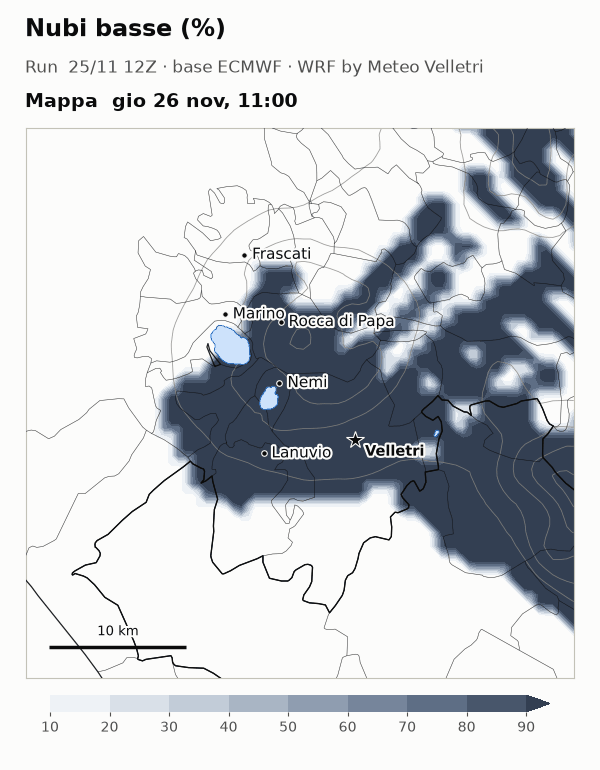 Nubi basse (%)
Run  25/11 12Z · base ECMWF · WRF by Meteo Velletri
Mappa  gio 26 nov, 11:00
Frascati
Marino
Rocca di Papa
Nemi
Velletri
Lanuvio
10 km
10 20 30 40 50 60 70 80 90